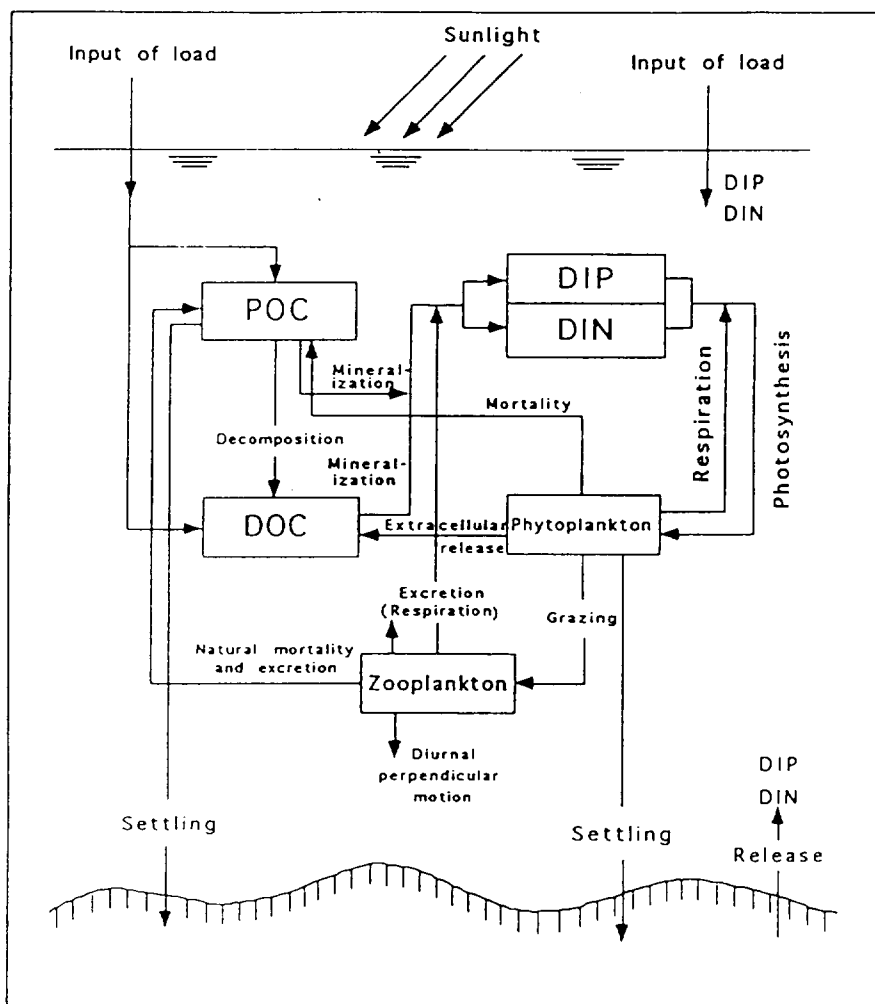 Sunlight
Input of load
Input of load
DIP
DIN
POC
DIP
DIN
Mineral-
ization
Mortality
Respiration
Photosynthesis
Decomposition
Mineral-
ization
DOC
Extracellular
release
Phytoplankton
Excretion
(Respiration)
Grazing
Natural mortality
and excretion
Zooplankton
Diurnal
perpendicular
motion
DIP
DIN
Settling
Settling
Release